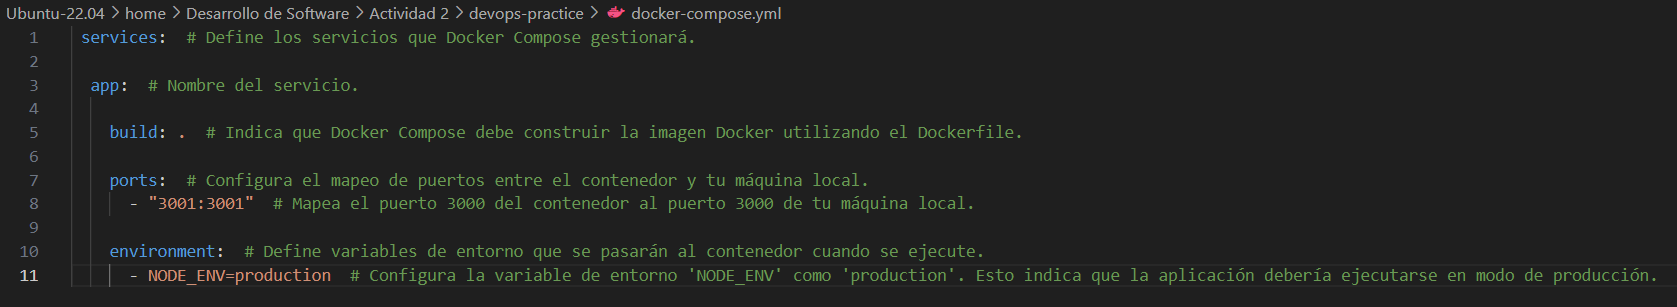 Ubuntu-22.04 > home > Desarrollo de Software > Actividad 2 > devops-practice > docker-compose.yml
1 services:  # Define los servicios que Docker Compose gestionará.
2
3 app:  # Nombre del servicio.
4
5 build: .  # Indica que Docker Compose debe construir la imagen Docker utilizando el Dockerfile.
6
7 ports:  # Configura el mapeo de puertos entre el contenedor y tu máquina local.
8 - "3001:3001"  # Mapea el puerto 3000 del contenedor al puerto 3000 de tu máquina local.
9
10 environment:  # Define variables de entorno que se pasarán al contenedor cuando se ejecute.
11 - NODE_ENV=production  # Configura la variable de entorno 'NODE_ENV' como 'production'. Esto indica que la aplicación debería ejecutarse en modo de producción.